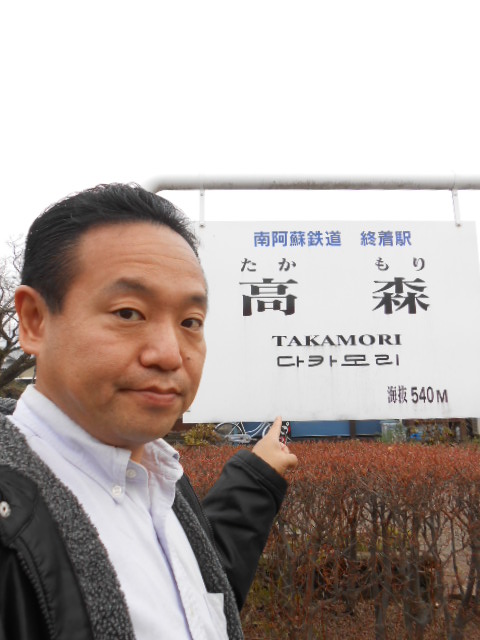 南阿蘇鉄道 終着駅
たか もり
高 森
TAKAMORI
다카모리
海抜 540M